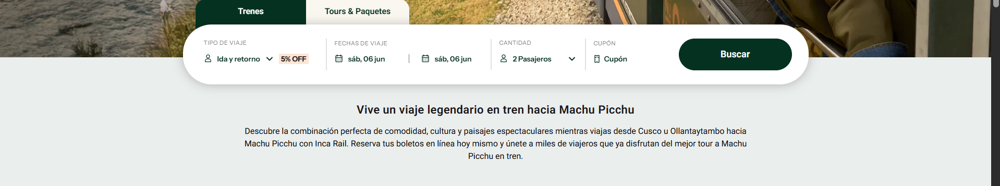 Trenes
Tours & Paquetes
TIPO DE VIAJE
Ida y retorno
5% OFF
FECHAS DE VIAJE
sáb, 06 jun
sáb, 06 jun
CANTIDAD
2 Pasajeros
CUPÓN
Cupón
Buscar
Vive un viaje legendario en tren hacia Machu Picchu
Descubre la combinación perfecta de comodidad, cultura y paisajes espectaculares mientras viajas desde Cusco u Ollantaytambo hacia
Machu Picchu con Inca Rail. Reserva tus boletos en línea hoy mismo y únete a miles de viajeros que ya disfrutan del mejor tour a Machu
Picchu en tren.